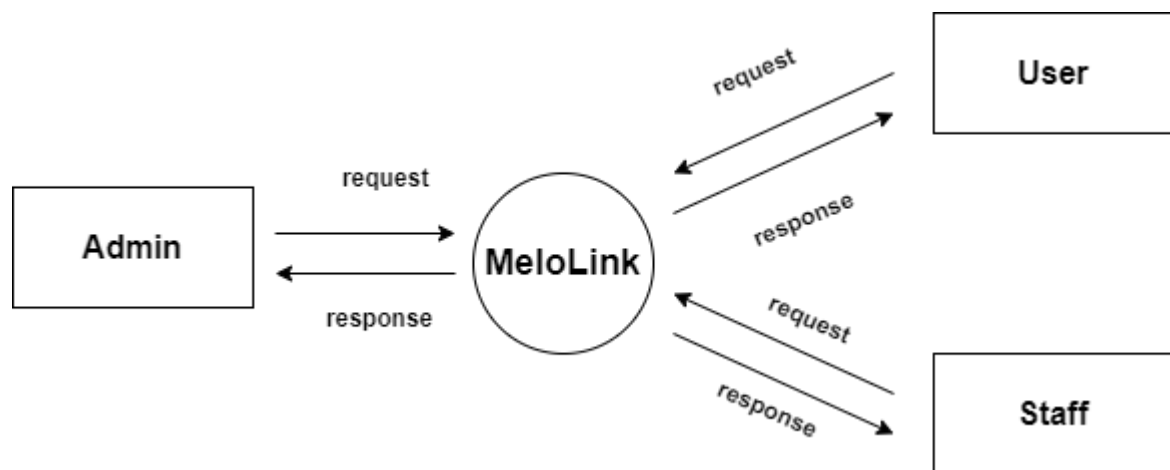 request
User
request
Admin
MeloLink
response
response
request
response
Staff